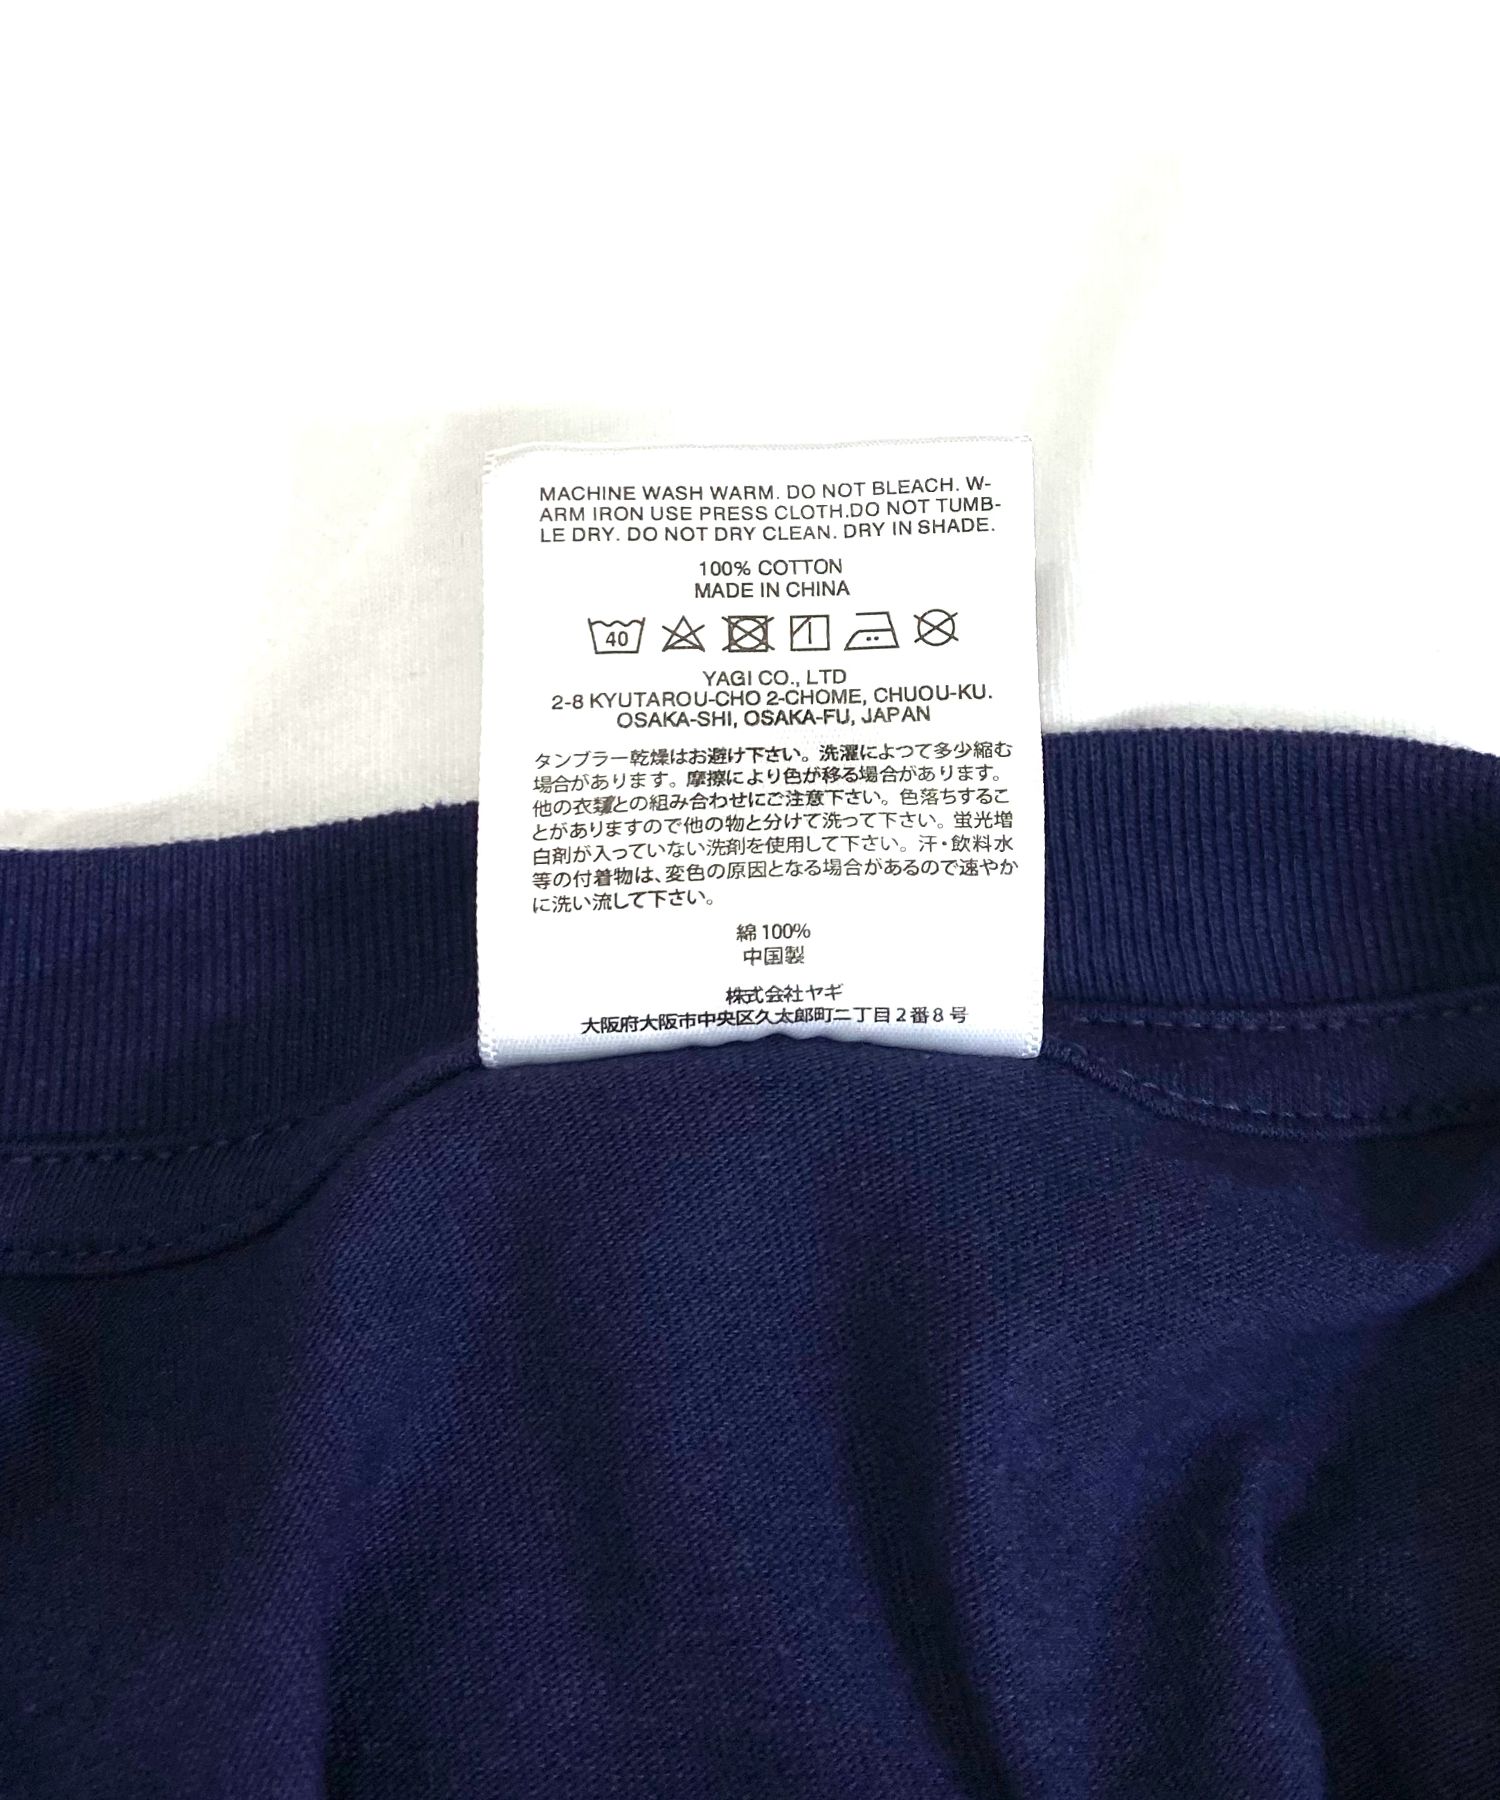 MACHINE WASH WARM. DO NOT BLEACH. W-
ARM IRON USE PRESS CLOTH.DO NOT TUMB-
LE DRY. DO NOT DRY CLEAN. DRY IN SHADE.
100% COTTON
MADE IN CHINA
40
YAGI CO., LTD
2-8 KYUTAROU-CHO 2-CHOME, CHUOU-KU.
OSAKA-SHI, OSAKA-FU, JAPAN
タンブラー乾燥はお避け下さい。洗濯によつて多少縮む
場合があります。摩擦により色が移る場合があります。
他の衣類との組み合わせにご注意下さい。色落ちするこ
とがありますので他の物と分けて洗って下さい。蛍光増
白剤が入っていない洗剤を使用して下さい。汗・飲料水
等の付着物は、変色の原因となる場合があるので速やか
に洗い流して下さい。
綿100%
中国製
株式会社ヤギ
大阪府大阪市中央区久太郎町二丁目2番8号